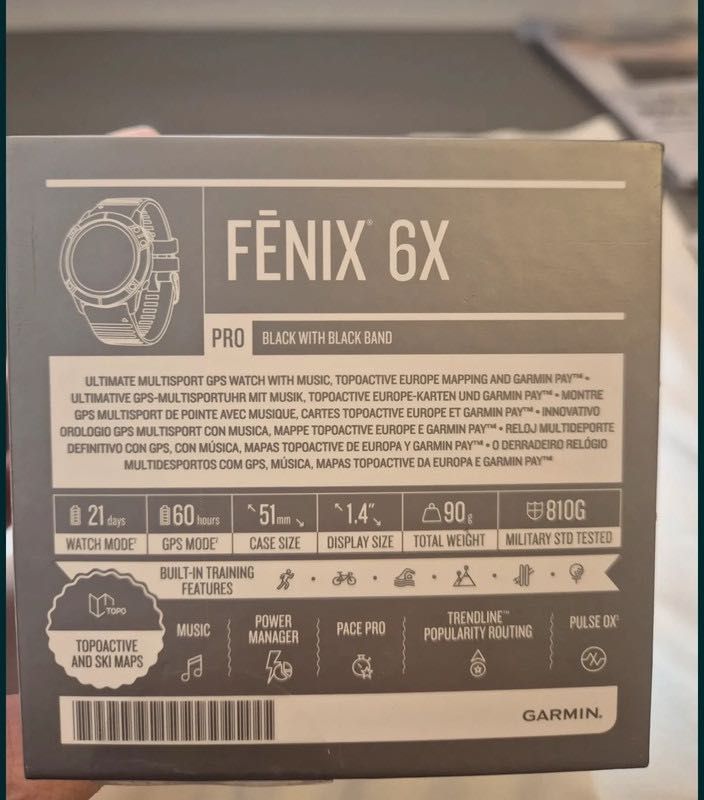 FĒNIX® 6X
PRO BLACK WITH BLACK BAND
ULTIMATE MULTISPORT GPS WATCH WITH MUSIC, TOPOACTIVE EUROPE MAPPING AND GARMIN PAY™ •
ULTIMATIVE GPS-MULTISPORTUHR MIT MUSIK, TOPOACTIVE EUROPE-KARTEN UND GARMIN PAY™ • MONTRE
GPS MULTISPORT DE POINTE AVEC MUSIQUE, CARTES TOPOACTIVE EUROPE ET GARMIN PAY™ • INNOVATIVO
OROLOGIO GPS MULTISPORT CON MUSICA, MAPPE TOPOACTIVE EUROPE E GARMIN PAY™ • RELOJ MULTIDEPORTE
DEFINITIVO CON GPS, CON MÚSICA, MAPAS TOPOACTIVE DE EUROPA Y GARMIN PAY™ • O DERRADEIRO RELÓGIO
MULTIDESPORTOS COM GPS, MÚSICA, MAPAS TOPOACTIVE DA EUROPA E GARMIN PAY™
21 days 60 hours 51mm 1.4" 90g 810G
WATCH MODE GPS MODE CASE SIZE DISPLAY SIZE TOTAL WEIGHT MILITARY STD TESTED
BUILT-IN TRAINING
FEATURES
TOPO
TOPOACTIVE
AND SKI MAPS
MUSIC
POWER
MANAGER
PACE PRO
TRENDLINE™
POPULARITY ROUTING
PULSE OX
GARMIN.